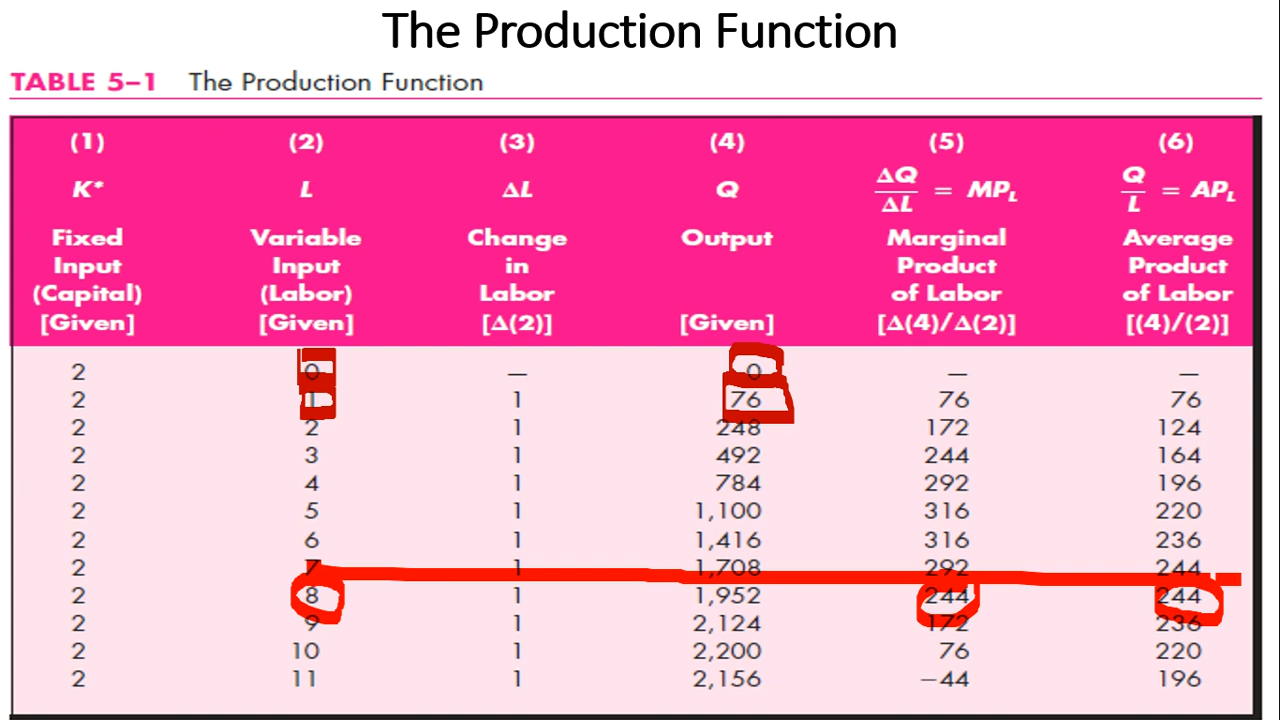 The Production Function
TABLE 5–1 The Production Function
(1) (2) (3) (4) (5) (6)
K* L ΔL Q ΔQ/ΔL = MPL Q/L = APL
Fixed Variable Change Output Marginal Average
Input Input in Product Product
(Capital) (Labor) Labor of Labor of Labor
[Given] [Given] [Δ(2)] [Given] [Δ(4)/Δ(2)] [(4)/(2)]
2 0 — 0 — —
2 1 1 76 76 76
2 2 1 248 172 124
2 3 1 492 244 164
2 4 1 784 292 196
2 5 1 1,100 316 220
2 6 1 1,416 316 236
2 7 1 1,708 292 244
2 8 1 1,952 244 244
2 9 1 2,124 172 236
2 10 1 2,200 76 220
2 11 1 2,156 −44 196